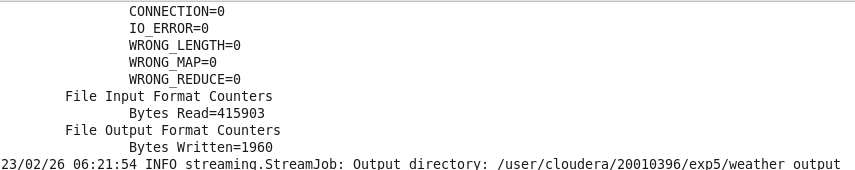 CONNECTION=0
IO_ERROR=0
WRONG_LENGTH=0
WRONG_MAP=0
WRONG_REDUCE=0
File Input Format Counters
Bytes Read=415903
File Output Format Counters
Bytes Written=1960
23/02/26 06:21:54 INFO streaming.StreamJob: Output directory: /user/cloudera/20010396/exp5/weather_output